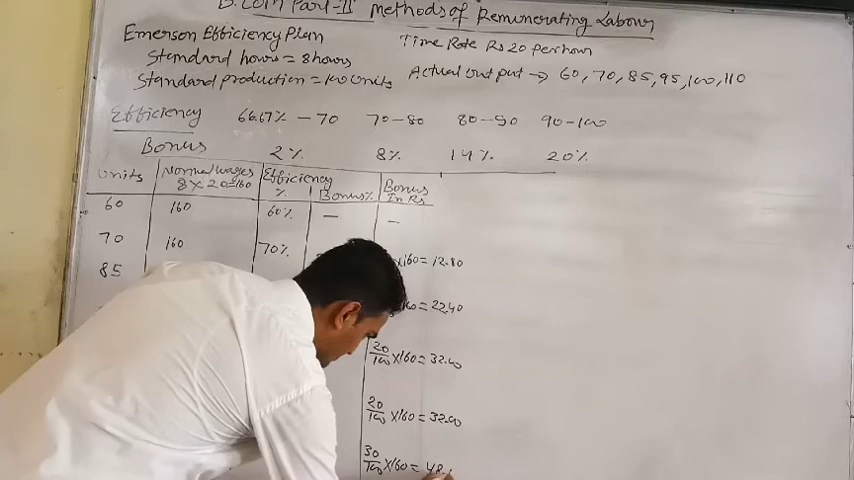 B.Com Part-II Methods of Remunerating Labour
Emerson Efficiency Plan Time Rate Rs 20 per hour
Standard hours = 8 hours
Standard production = 100 units Actual output → 60, 70, 85, 95, 100, 110
Efficiency 66.67% - 70 70-80 80-90 90-100
Bonus 2% 8% 14% 20%
Units Normal wages 8 X 20=160 Efficiency % Bonus% Bonus In Rs
60 160 60% — —
70 160 70% x160 = 12.80
85 = 22.40
20/100 x160 = 32.00
20/100 x160 = 32.00
30/100 x160 = 48